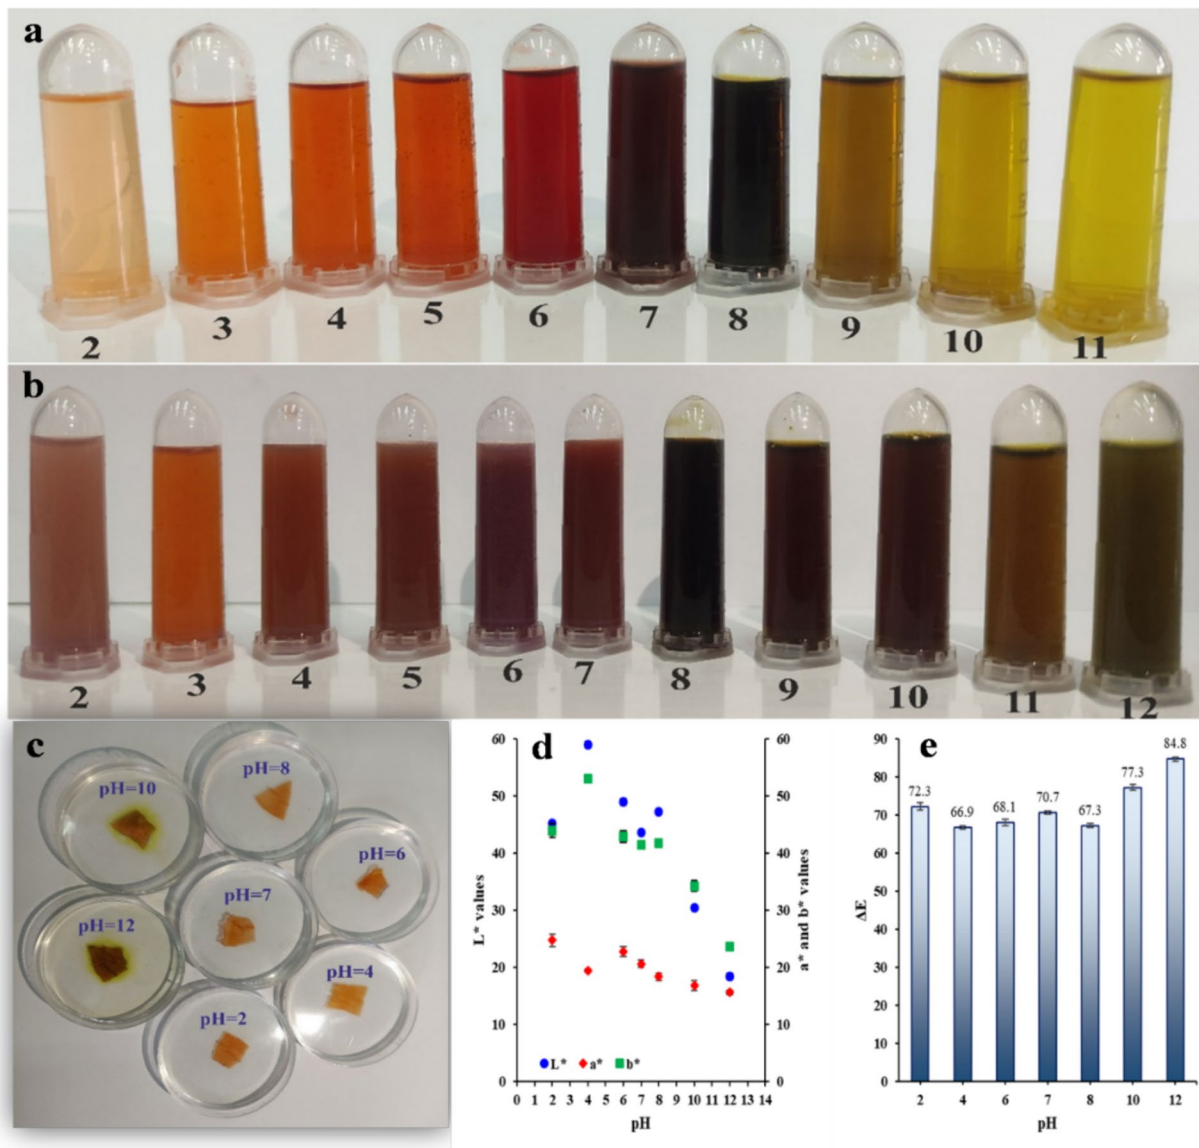 a
2 3 4 5 6 7 8 9 10 11
b
2 3 4 5 6 7 8 9 10 11 12
c
pH=8
pH=10
pH=6
pH=7
pH=12
pH=4
pH=2
d
60 60
50 50
40 40
30 30
20 20
10 10
0 0
L* values
a* and b* values
L* a* b*
0 1 2 3 4 5 6 7 8 9 10 11 12 13 14
pH
e
90
80
70
60
50
40
30
20
10
0
ΔE
72.3 66.9 68.1 70.7 67.3 77.3 84.8
2 4 6 7 8 10 12
pH